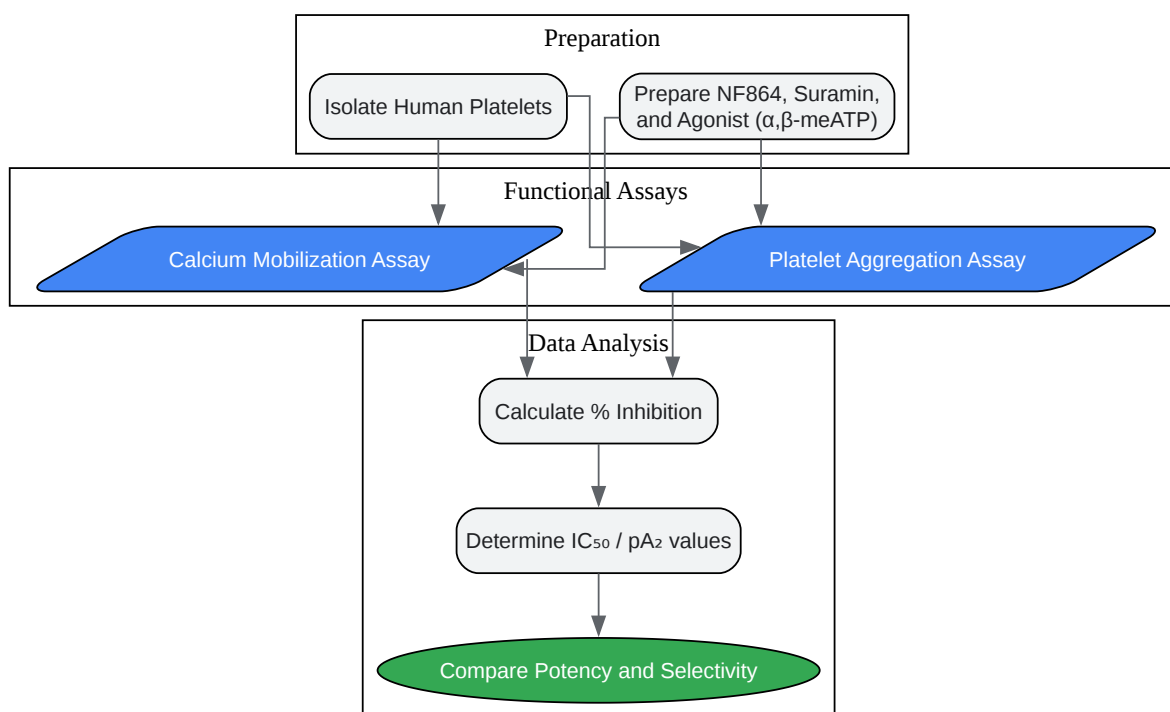 Preparation
Isolate Human Platelets
Prepare NF864, Suramin,
and Agonist (α,β-meATP)
Functional Assays
Calcium Mobilization Assay
Platelet Aggregation Assay
Data Analysis
Calculate % Inhibition
Determine IC₅₀ / pA₂ values
Compare Potency and Selectivity